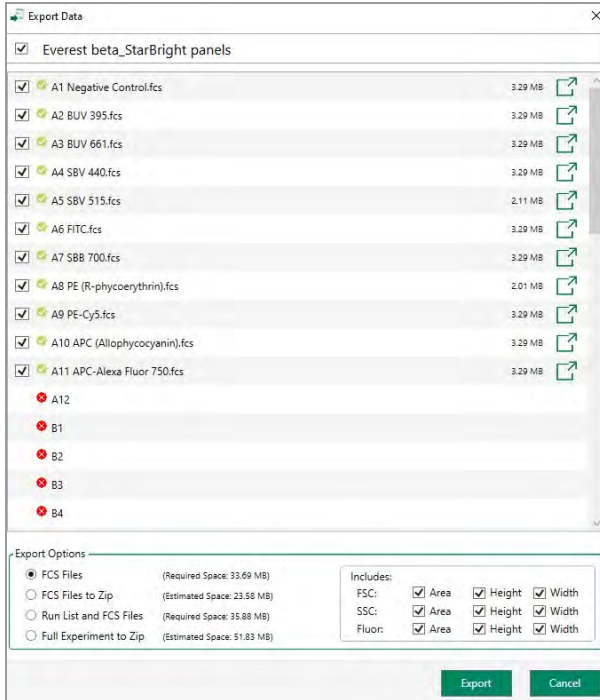 Export Data
Everest beta_StarBright panels
A1 Negative Control.fcs 3.29 MB
A2 BUV 395.fcs 3.29 MB
A3 BUV 661.fcs 3.29 MB
A4 SBV 440.fcs 3.29 MB
A5 SBV 515.fcs 2.11 MB
A6 FITC.fcs 3.29 MB
A7 SBB 700.fcs 3.29 MB
A8 PE (R-phycoerythrin).fcs 2.01 MB
A9 PE-Cy5.fcs 3.29 MB
A10 APC (Allophycocyanin).fcs 3.29 MB
A11 APC-Alexa Fluor 750.fcs 3.29 MB
A12
B1
B2
B3
B4
Export Options
FCS Files (Required Space: 33.69 MB)
FCS Files to Zip (Estimated Space: 23.58 MB)
Run List and FCS Files (Required Space: 35.88 MB)
Full Experiment to Zip (Estimated Space: 51.83 MB)
Includes:
FSC: Area Height Width
SSC: Area Height Width
Fluor: Area Height Width
Export Cancel